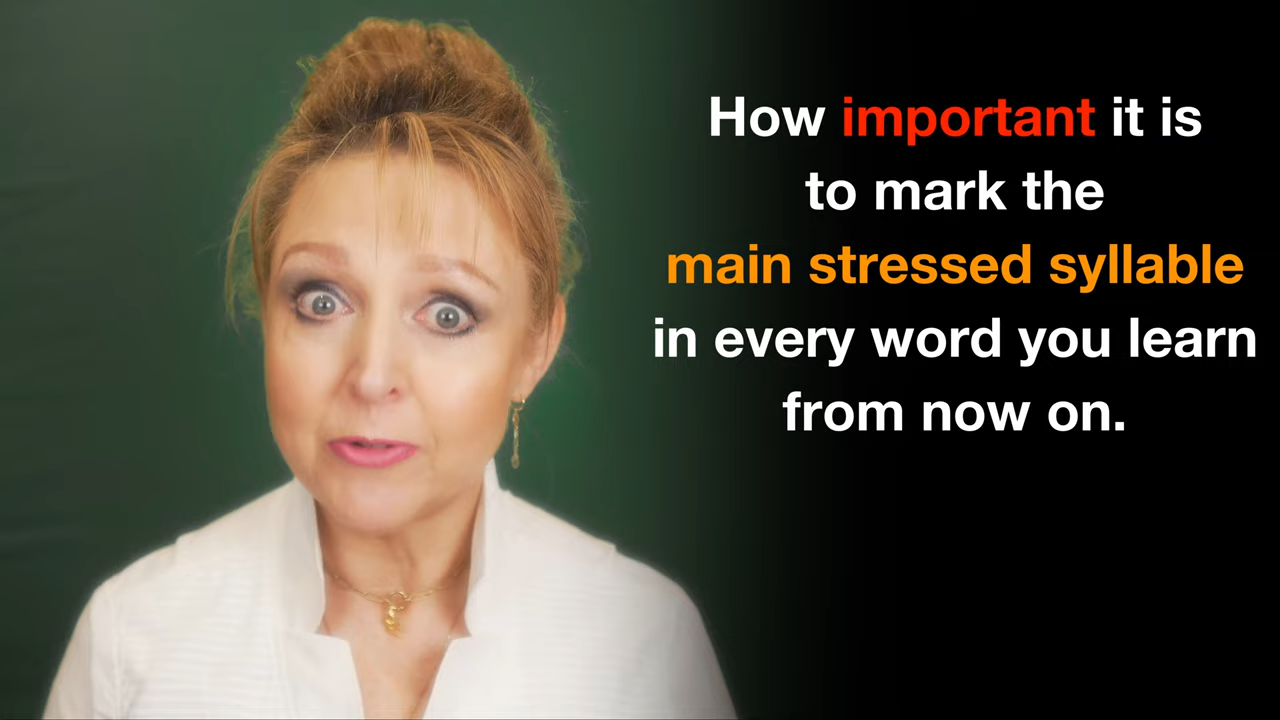 How important it is
to mark the
main stressed syllable
in every word you learn
from now on.